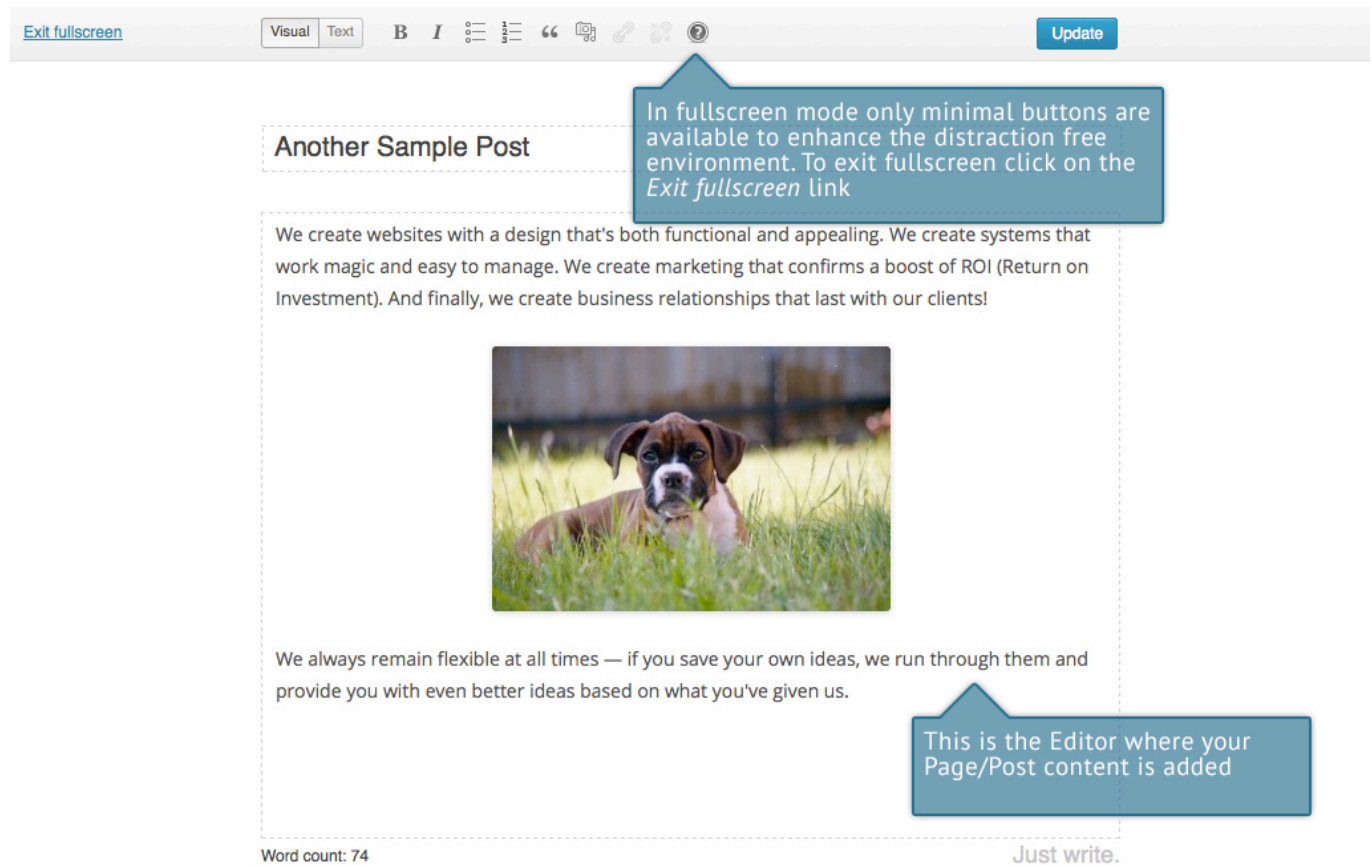 Exit fullscreen
Visual Text B I “ ?
Update
In fullscreen mode only minimal buttons are
available to enhance the distraction free
environment. To exit fullscreen click on the
Exit fullscreen link
Another Sample Post
We create websites with a design that's both functional and appealing. We create systems that
work magic and easy to manage. We create marketing that confirms a boost of ROI (Return on
Investment). And finally, we create business relationships that last with our clients!
We always remain flexible at all times — if you save your own ideas, we run through them and
provide you with even better ideas based on what you've given us.
This is the Editor where your
Page/Post content is added
Word count: 74
Just write.